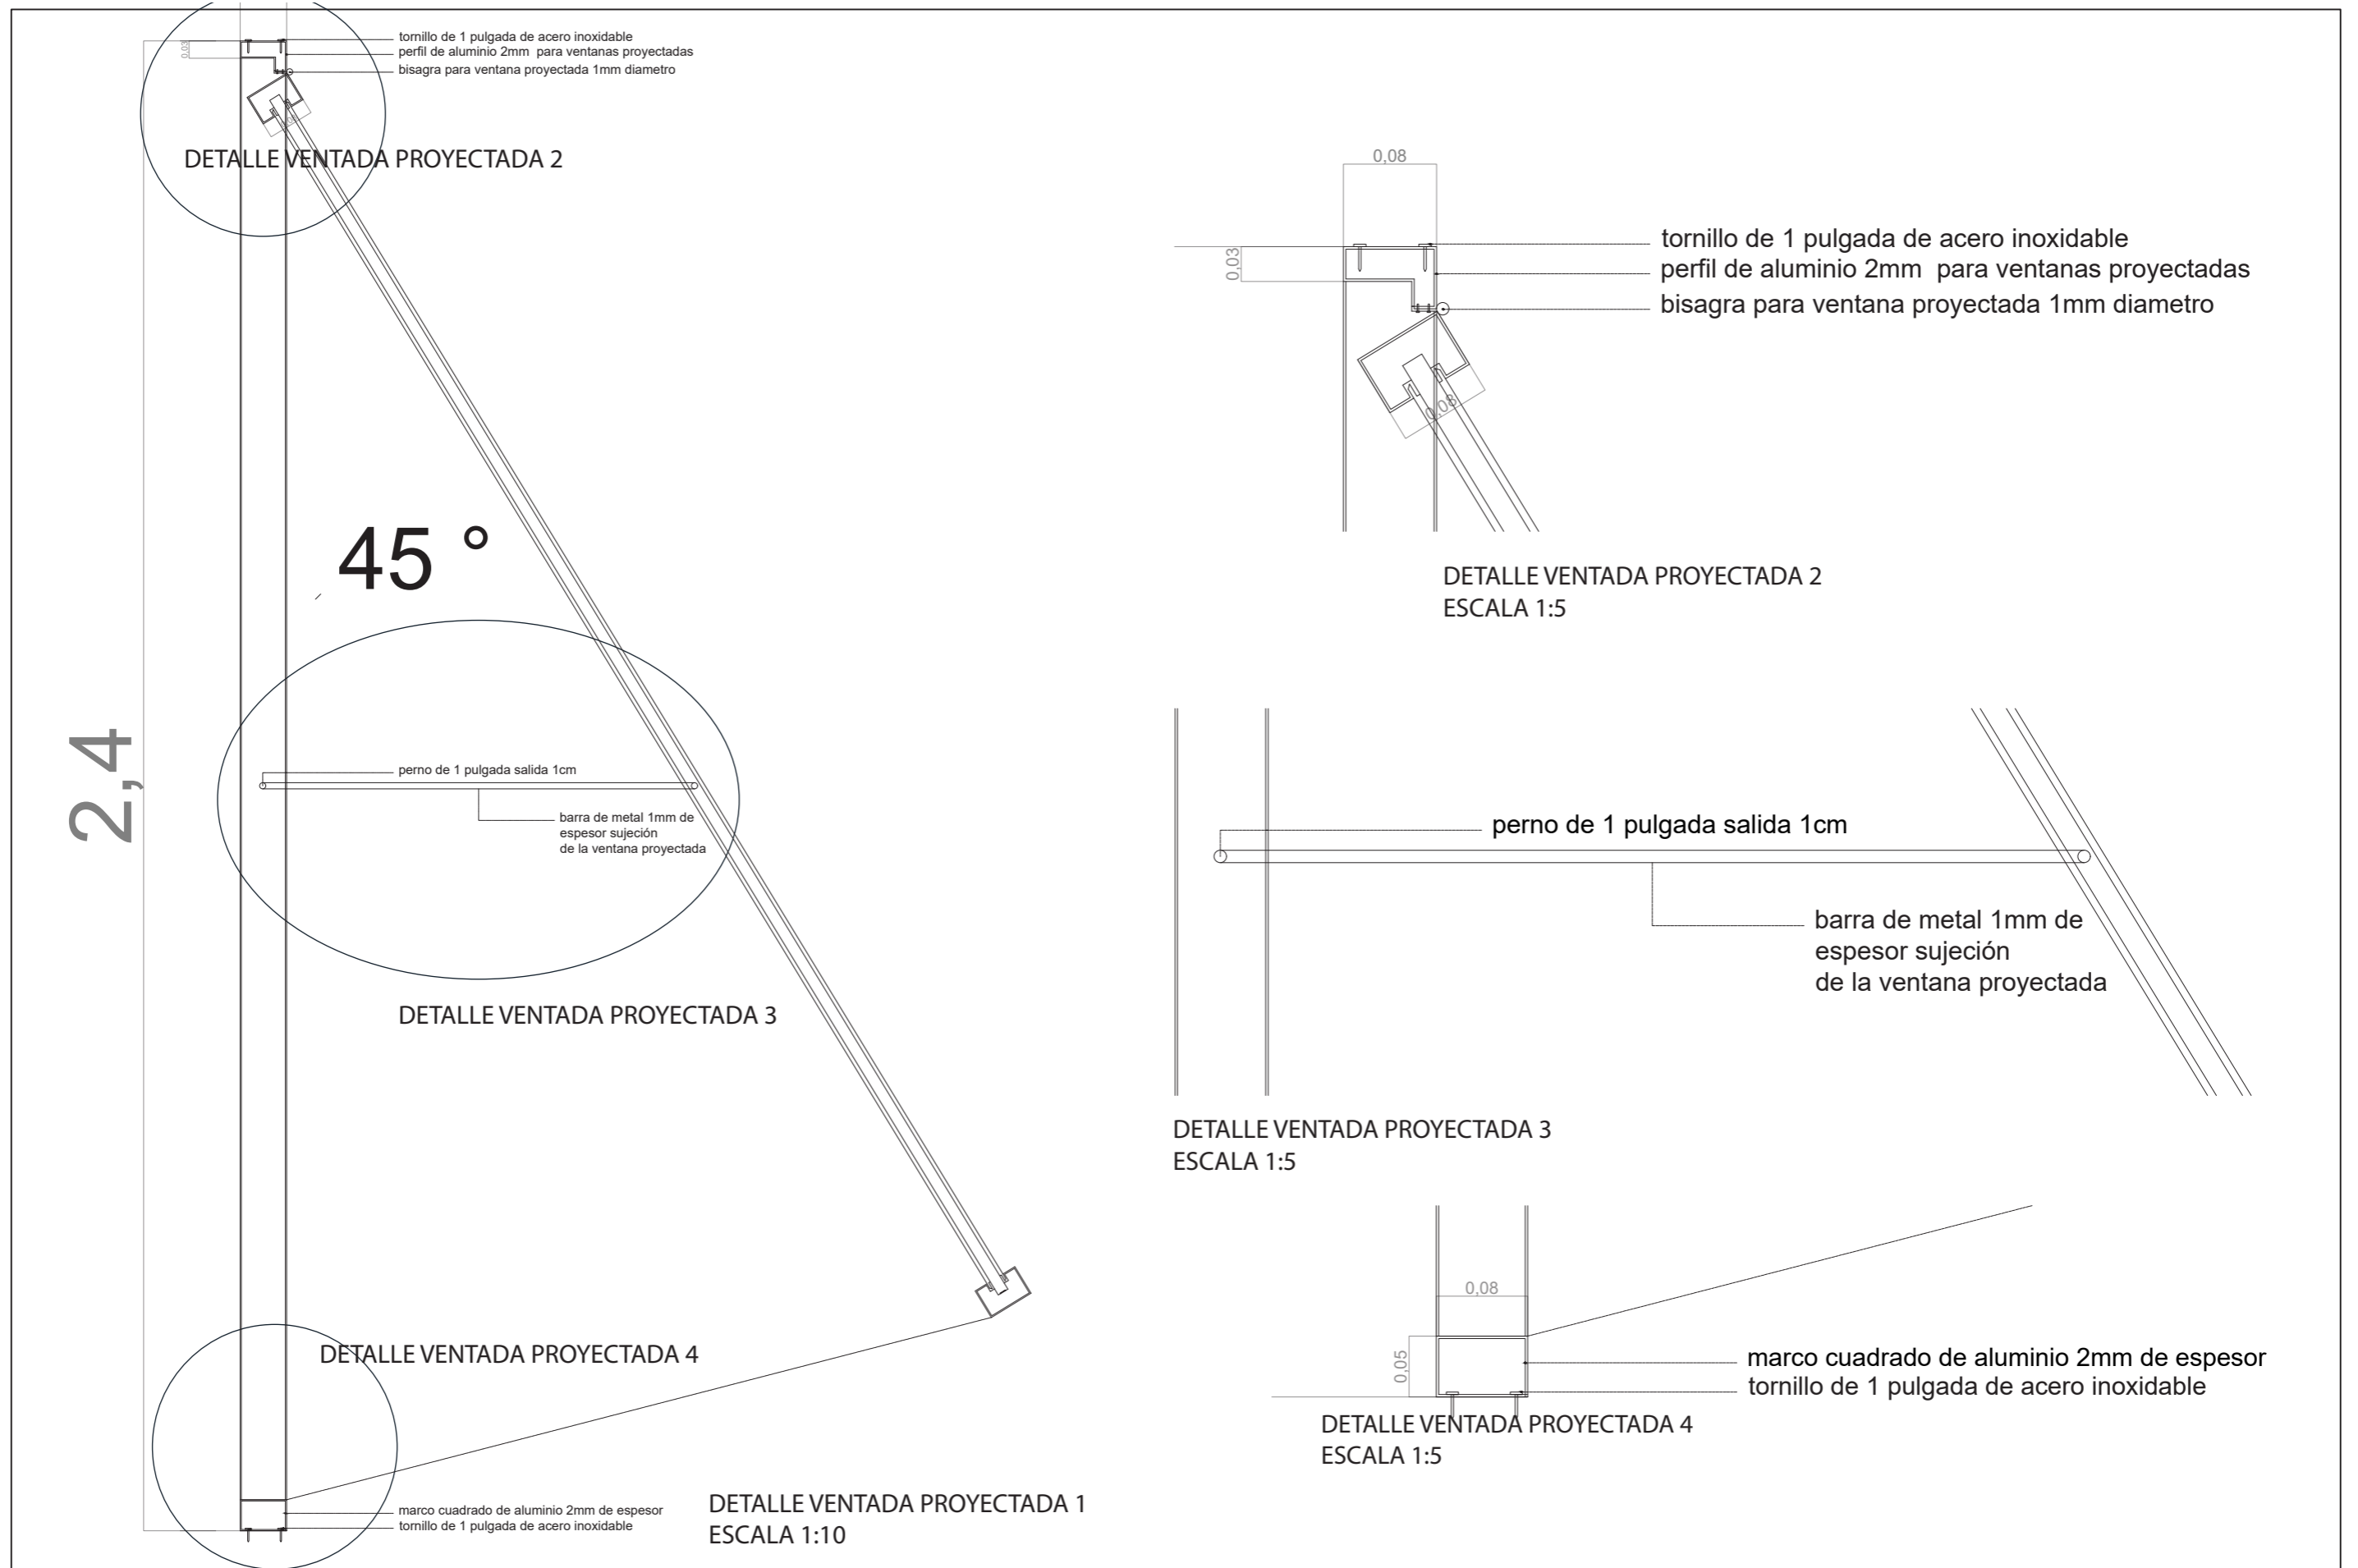 0,03
tornillo de 1 pulgada de acero inoxidable
perfil de aluminio 2mm  para ventanas proyectadas
bisagra para ventana proyectada 1mm diametro
DETALLE VENTADA PROYECTADA 2
45 °
2,4
perno de 1 pulgada salida 1cm
barra de metal 1mm de
espesor sujeción
de la ventana proyectada
DETALLE VENTADA PROYECTADA 3
DETALLE VENTADA PROYECTADA 4
marco cuadrado de aluminio 2mm de espesor
tornillo de 1 pulgada de acero inoxidable
DETALLE VENTADA PROYECTADA 1
ESCALA 1:10
0,08
0,03
tornillo de 1 pulgada de acero inoxidable
perfil de aluminio 2mm  para ventanas proyectadas
bisagra para ventana proyectada 1mm diametro
0,08
DETALLE VENTADA PROYECTADA 2
ESCALA 1:5
perno de 1 pulgada salida 1cm
barra de metal 1mm de
espesor sujeción
de la ventana proyectada
DETALLE VENTADA PROYECTADA 3
ESCALA 1:5
0,08
0,05
marco cuadrado de aluminio 2mm de espesor
tornillo de 1 pulgada de acero inoxidable
DETALLE VENTADA PROYECTADA 4
ESCALA 1:5